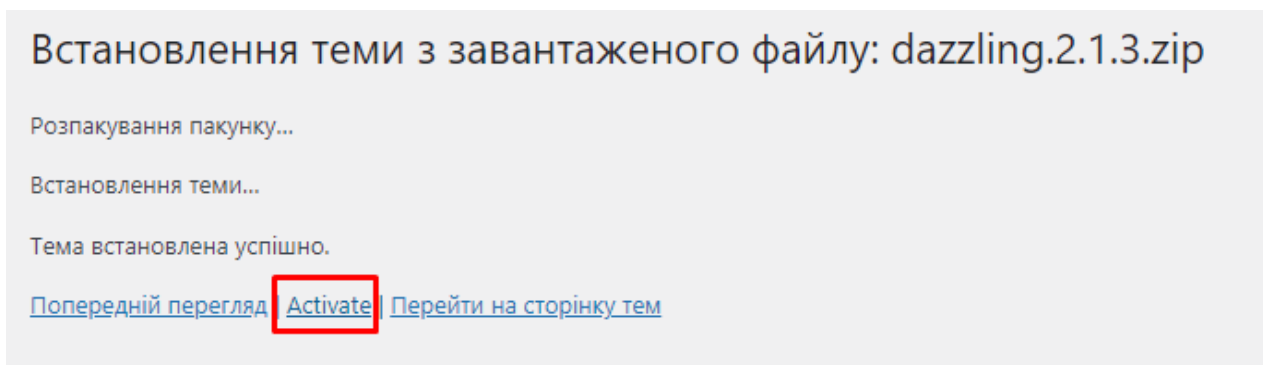 Встановлення теми з завантаженого файлу: dazzling.2.1.3.zip
Розпакування пакунку...
Встановлення теми...
Тема встановлена успішно.
Попередній перегляд | Activate | Перейти на сторінку тем